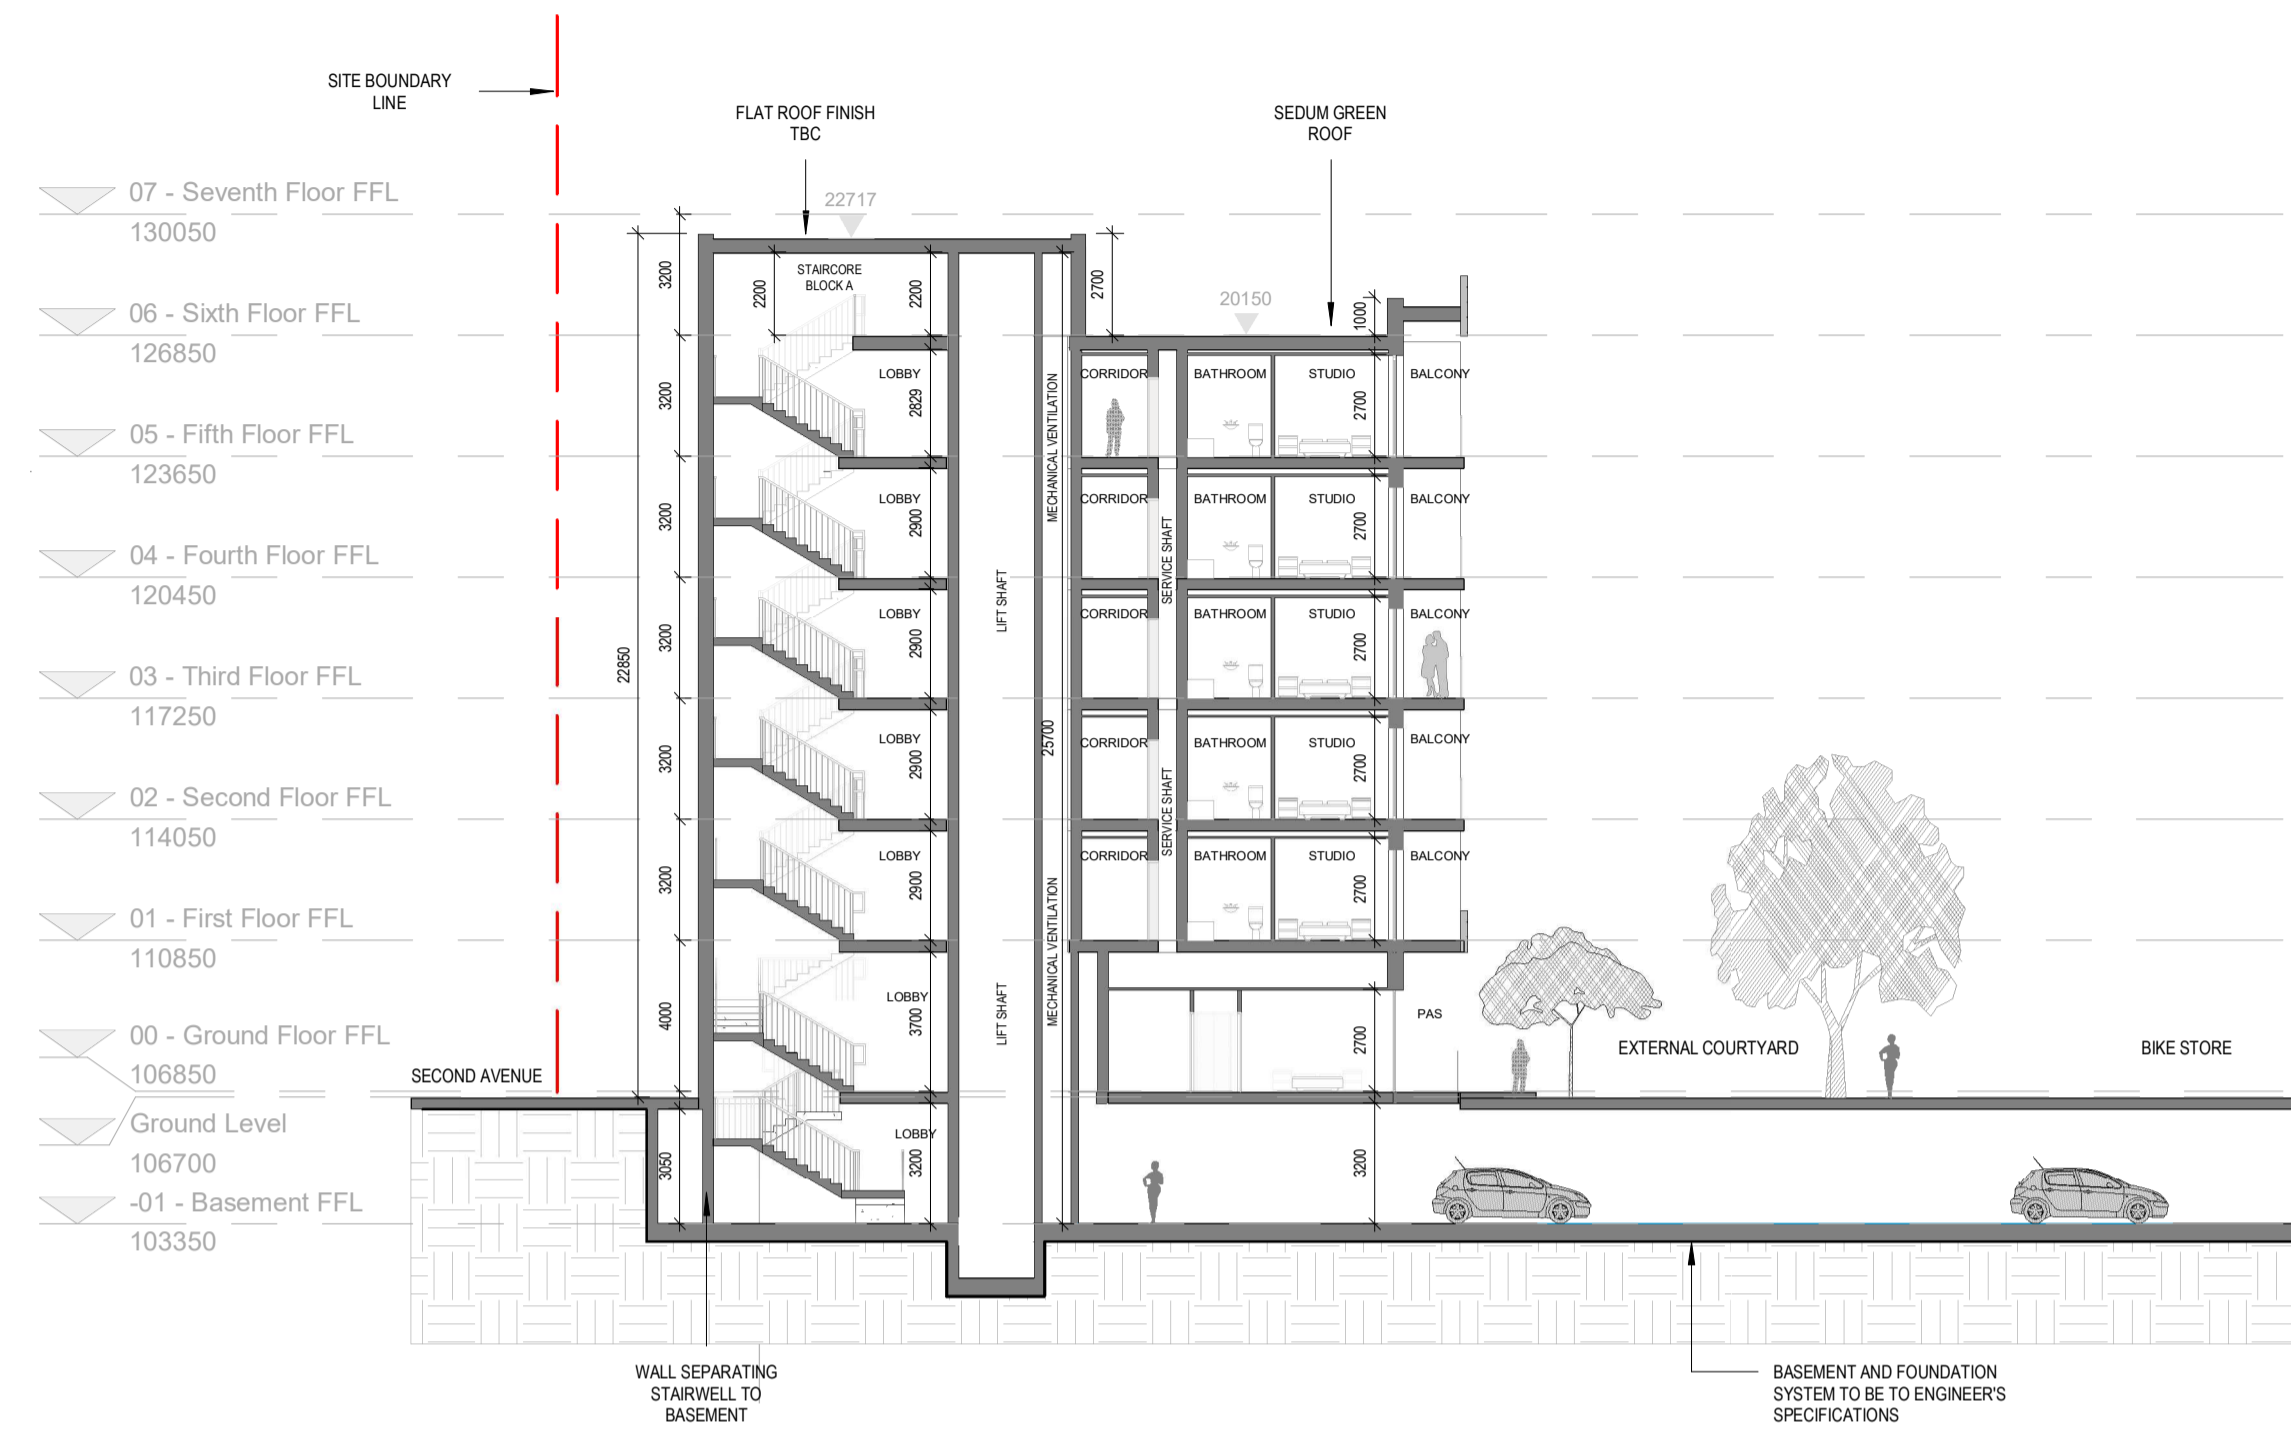 SITE BOUNDARY
LINE
FLAT ROOF FINISH
TBC
SEDUM GREEN
ROOF
07 - Seventh Floor FFL
130050
22717
3200
STAIRCORE
BLOCK A
2200
2200
2700
20150
1000
06 - Sixth Floor FFL
126850
3200
LOBBY
2829
MECHANICAL VENTILATION
CORRIDOR
BATHROOM
STUDIO
2700
BALCONY
05 - Fifth Floor FFL
123650
3200
LOBBY
2900
CORRIDOR
SERVICE SHAFT
BATHROOM
STUDIO
2700
BALCONY
04 - Fourth Floor FFL
120450
22850
3200
LOBBY
2900
LIFT SHAFT
CORRIDOR
BATHROOM
STUDIO
2700
BALCONY
03 - Third Floor FFL
117250
3200
LOBBY
2900
25700
CORRIDOR
SERVICE SHAFT
BATHROOM
STUDIO
2700
BALCONY
02 - Second Floor FFL
114050
3200
LOBBY
2900
MECHANICAL VENTILATION
CORRIDOR
BATHROOM
STUDIO
2700
BALCONY
01 - First Floor FFL
110850
4000
LOBBY
3700
LIFT SHAFT
2700
PAS
EXTERNAL COURTYARD
BIKE STORE
00 - Ground Floor FFL
106850
SECOND AVENUE
Ground Level
106700
3050
LOBBY
3200
3200
-01 - Basement FFL
103350
WALL SEPARATING
STAIRWELL TO
BASEMENT
BASEMENT AND FOUNDATION
SYSTEM TO BE TO ENGINEER'S
SPECIFICATIONS